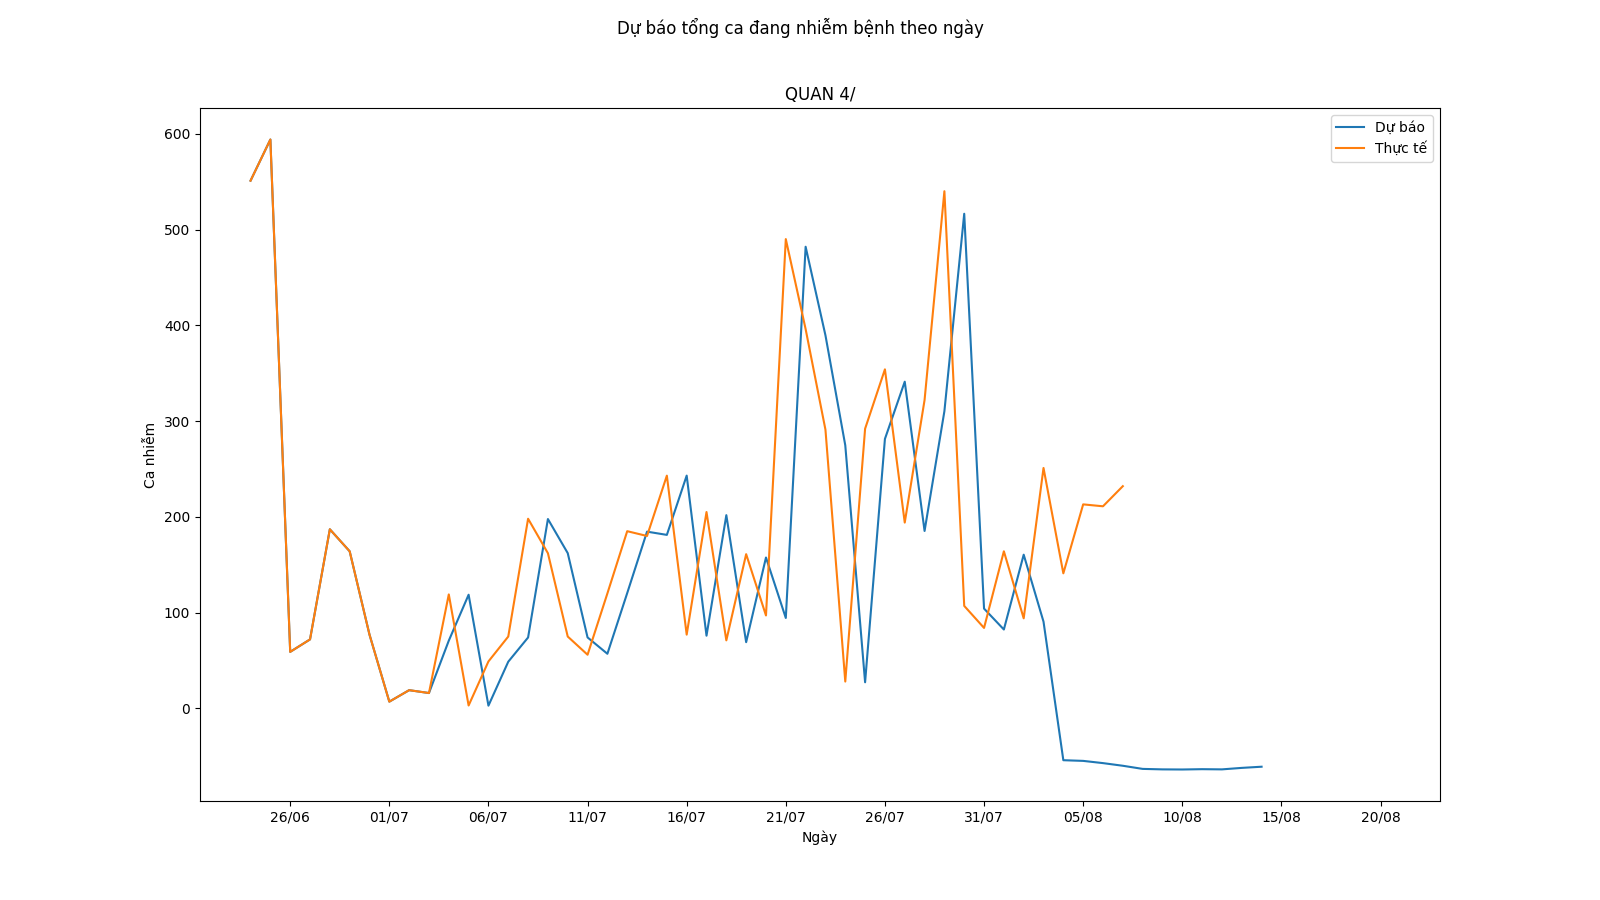 Dự báo tổng ca đang nhiễm bệnh theo ngày
QUAN 4/
Dự báo
Thực tế
600
500
400
300
200
100
0
Ca nhiễm
26/06 01/07 06/07 11/07 16/07 21/07 26/07 31/07 05/08 10/08 15/08 20/08
Ngày